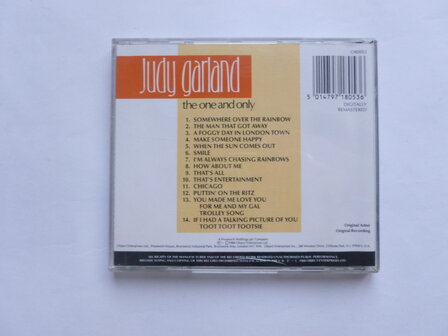 Judy garland
the one and only
1. SOMEWHERE OVER THE RAINBOW
2. THE MAN THAT GOT AWAY
3. A FOGGY DAY IN LONDON TOWN
4. MAKE SOMEONE HAPPY
5. WHEN THE SUN COMES OUT
6. SMILE
7. I'M ALWAYS CHASING RAINBOWS
8. HOW ABOUT ME
9. THAT'S ALL
10. THAT'S ENTERTAINMENT
11. CHICAGO
12. PUTTIN' ON THE RITZ
13. YOU MADE ME LOVE YOU
FOR ME AND MY GAL
TROLLEY SONG
14. IF I HAD A TALKING PICTURE OF YOU
TOOT TOOT TOOTSIE
5 014797 180536
DIGITALLY
REMASTERED
Original Artist
Original Recording